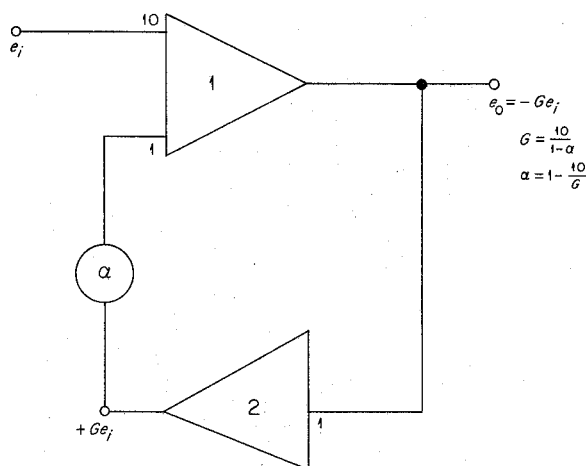 10
e_i
1
e_0 = -Ge_i
1
G = 10/(1-α)
α = 1 - 10/G
α
2
1
+ Ge_i